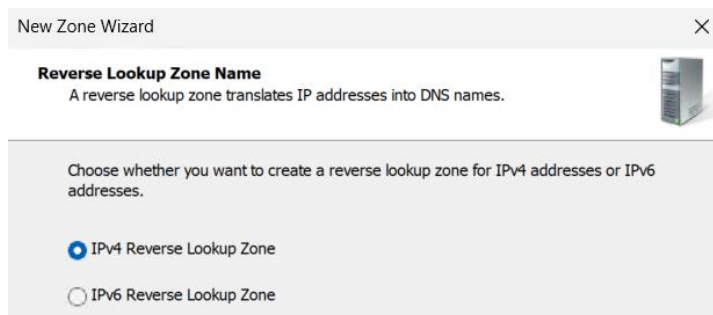 New Zone Wizard
Reverse Lookup Zone Name
A reverse lookup zone translates IP addresses into DNS names.
Choose whether you want to create a reverse lookup zone for IPv4 addresses or IPv6
addresses.
IPv4 Reverse Lookup Zone
IPv6 Reverse Lookup Zone